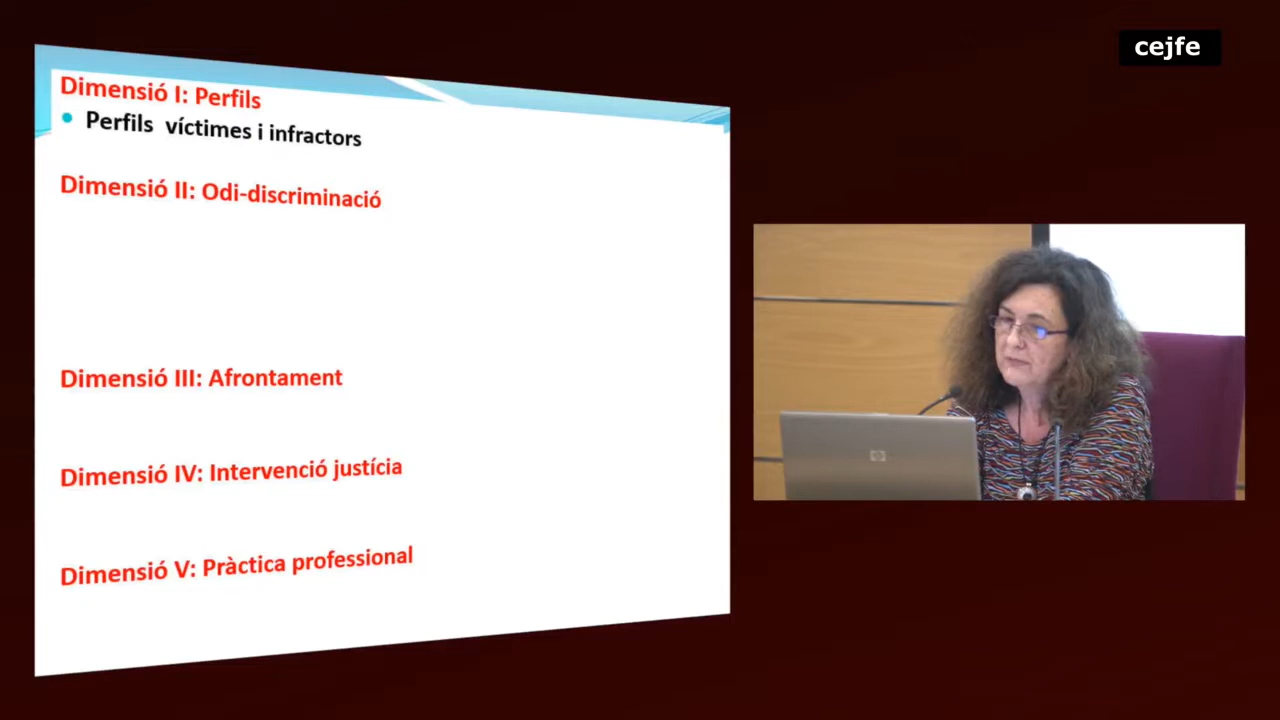 cejfe
Dimensió I: Perfils
• Perfils víctimes i infractors
Dimensió II: Odi-discriminació
Dimensió III: Afrontament
Dimensió IV: Intervenció justícia
Dimensió V: Pràctica professional
hp